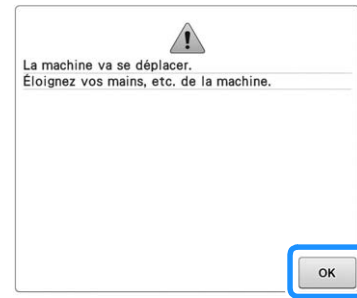 La machine va se déplacer.
Éloignez vos mains, etc. de la machine.
OK